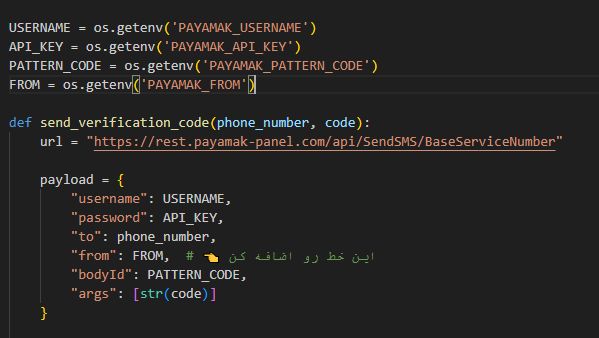 USERNAME = os.getenv('PAYAMAK_USERNAME')
API_KEY = os.getenv('PAYAMAK_API_KEY')
PATTERN_CODE = os.getenv('PAYAMAK_PATTERN_CODE')
FROM = os.getenv('PAYAMAK_FROM')
def send_verification_code(phone_number, code):
url = "https://rest.payamak-panel.com/api/SendSMS/BaseServiceNumber"
payload = {
"username": USERNAME,
"password": API_KEY,
"to": phone_number,
"from": FROM,  # 👈 این خط رو اضافه کن
"bodyId": PATTERN_CODE,
"args": [str(code)]
}